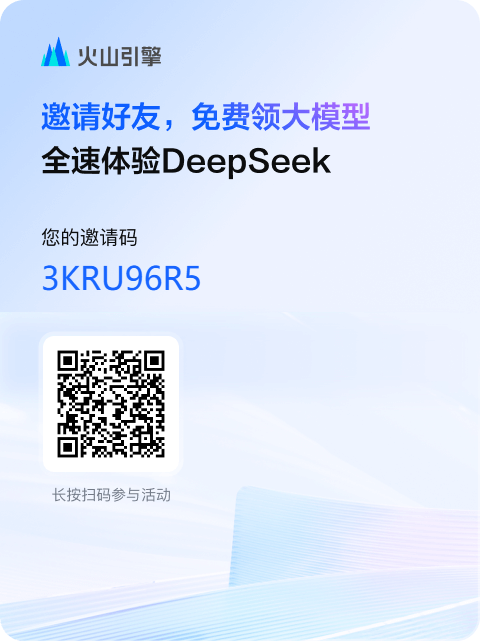 火山引擎
邀请好友，免费领大模型
全速体验DeepSeek
您的邀请码
3KRU96R5
长按扫码参与活动